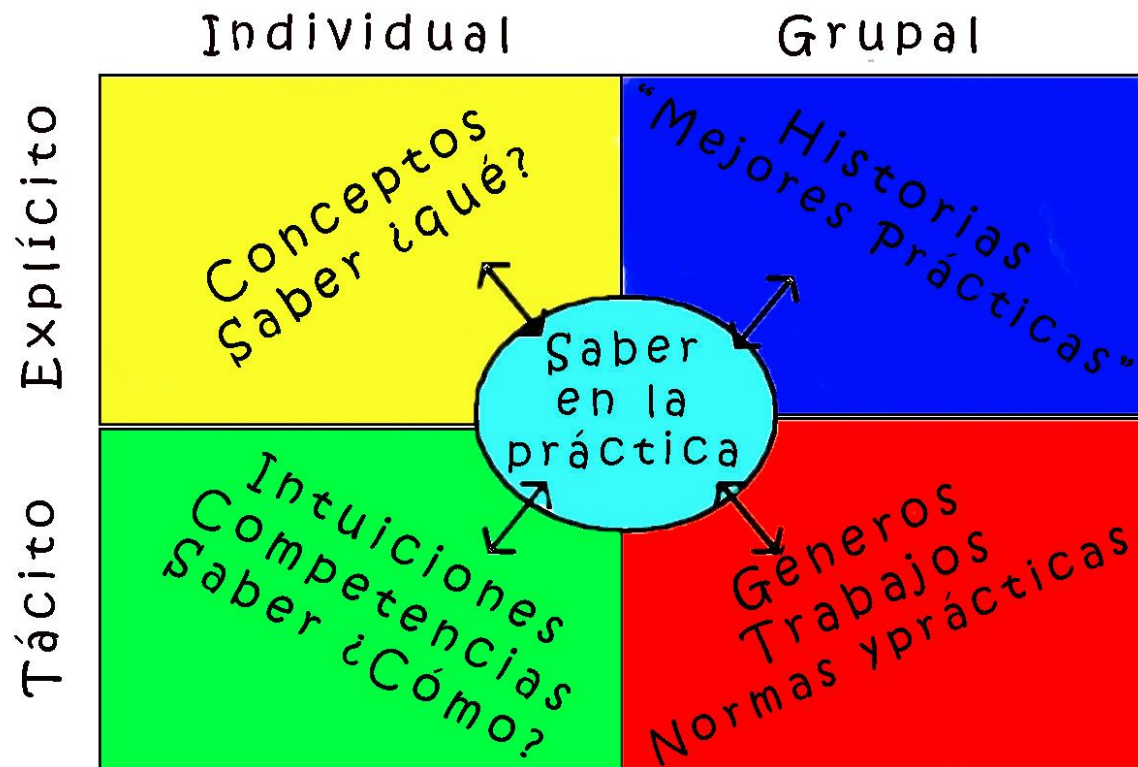 Individual
Grupal
Explícito
Conceptos
Saber ¿qué?
Historias
“Mejores Prácticas”
Saber
en la
práctica
Tácito
Intuiciones
Competencias
Saber ¿Cómo?
Géneros
Trabajos
Normas yprácticas